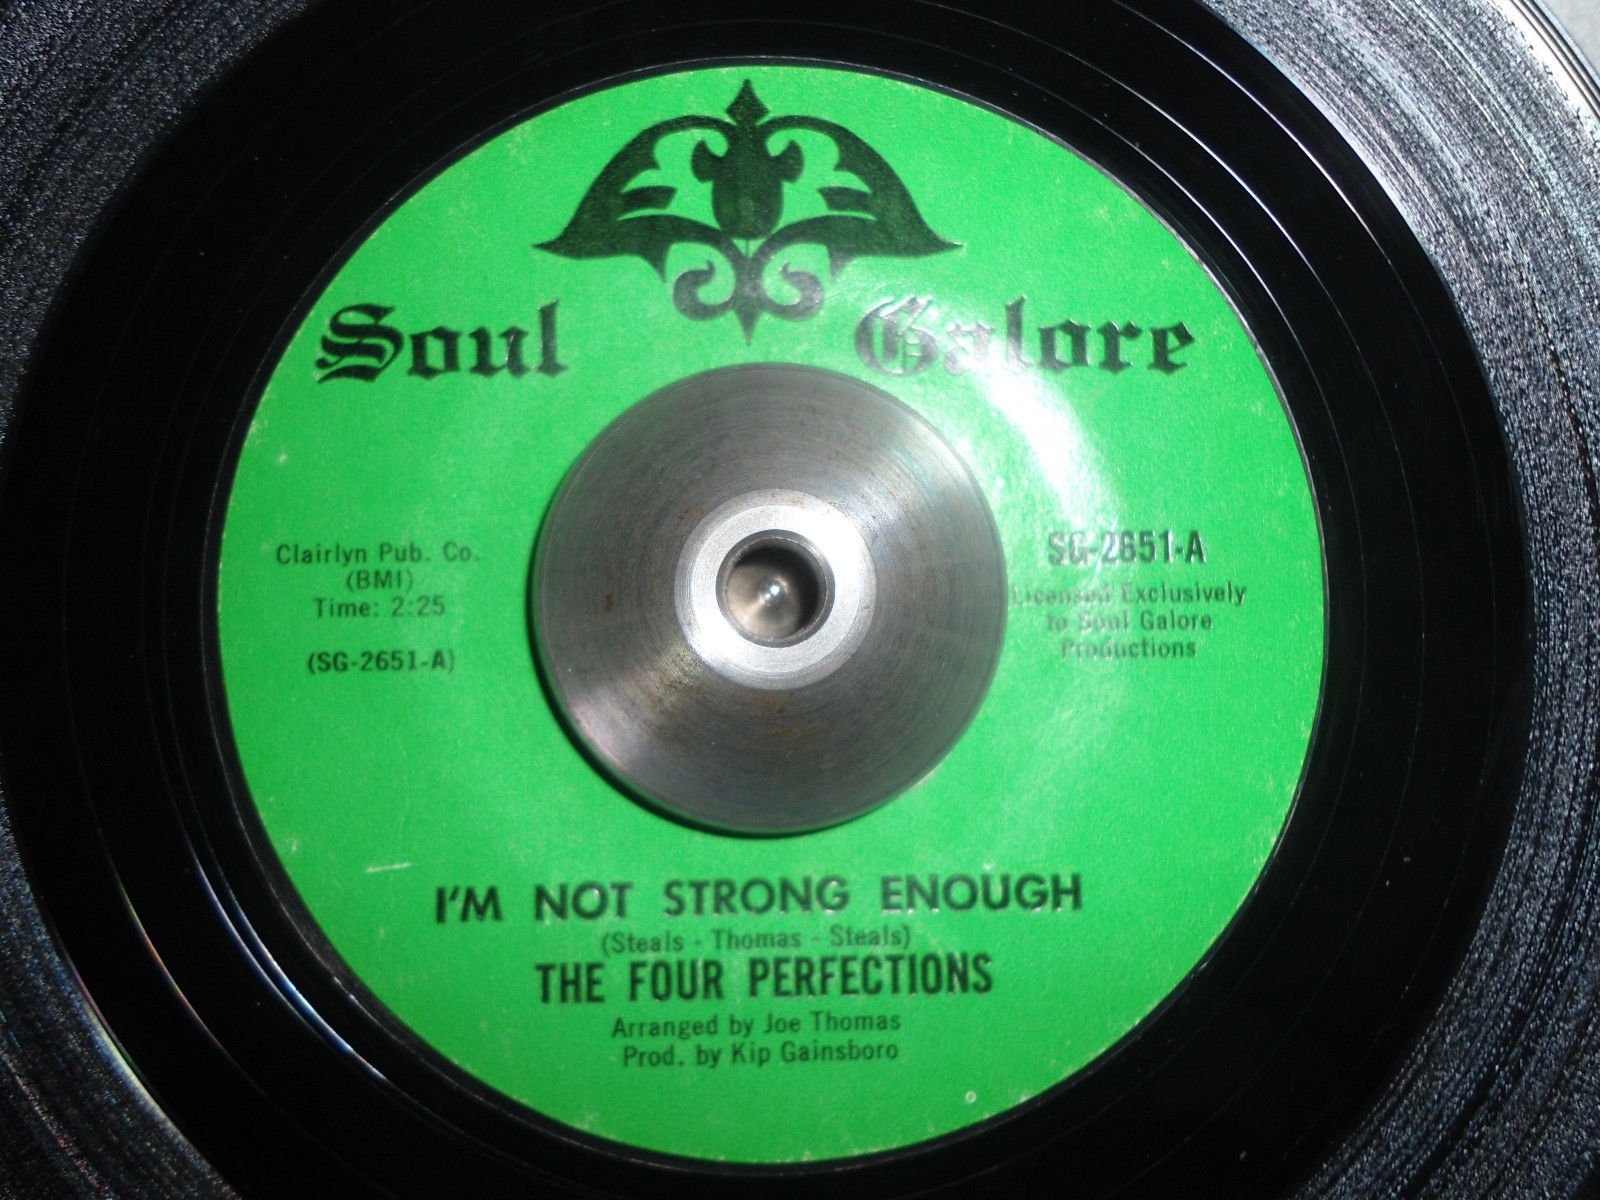 Soul Galore
Clairlyn Pub. Co.
(BMI)
Time: 2:25
(SG-2651-A)
SG-2651-A
Licensed Exclusively
to Soul Galore
Productions
I'M NOT STRONG ENOUGH
(Steals - Thomas - Steals)
THE FOUR PERFECTIONS
Arranged by Joe Thomas
Prod. by Kip Gainsboro